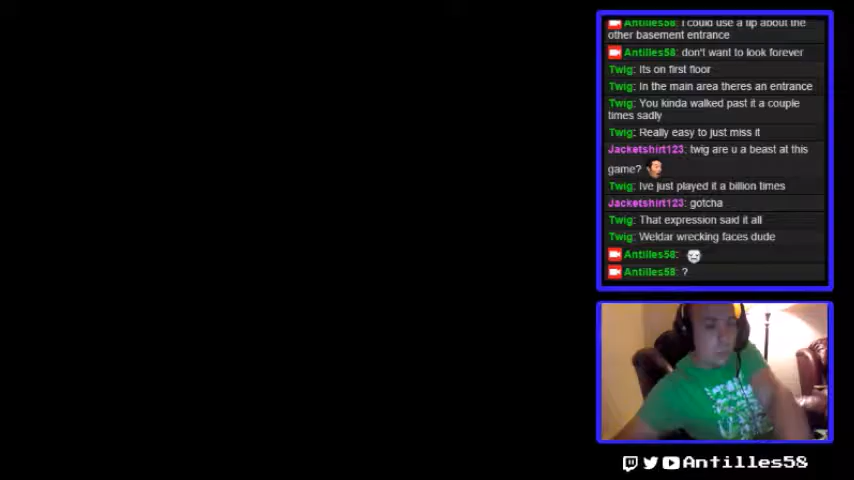 Antilles58: I could use a tip about the
other basement entrance
Antilles58: don't want to look forever
Twig: Its on first floor
Twig: In the main area theres an entrance
Twig: You kinda walked past it a couple
times sadly
Twig: Really easy to just miss it
Jacketshirt123: twig are u a beast at this
game?
Twig: Ive just played it a billion times
Jacketshirt123: gotcha
Twig: That expression said it all
Twig: Weldar wrecking faces dude
Antilles58:
Antilles58: ?
Antilles58